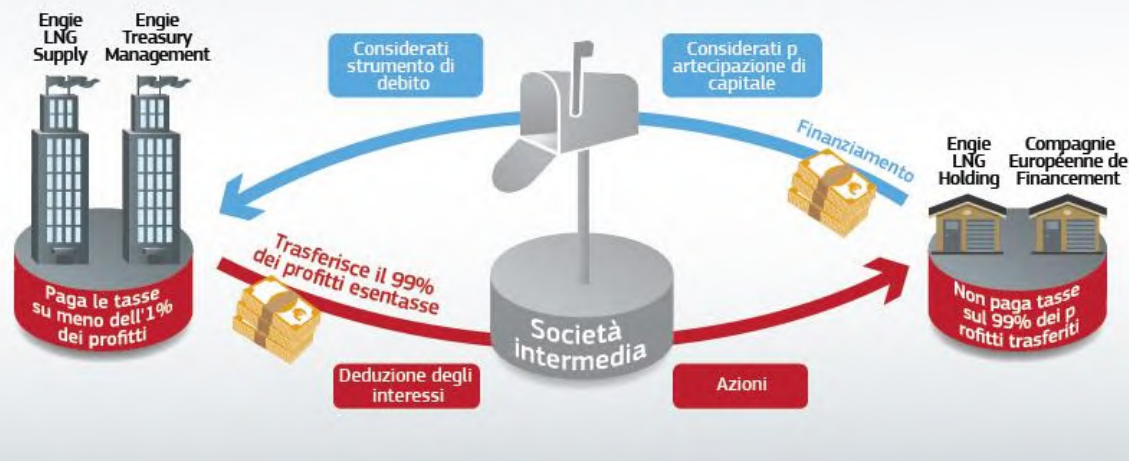 Engie
LNG
Supply
Engie
Treasury
Management
Considerati
strumento di
debito
Considerati p
artecipazione di
capitale
Finanziamento
Engie
LNG
Holding
Compagnie
Européenne de
Financement
Trasferisce il 99%
dei profitti esentasse
Paga le tasse
su meno dell'1%
dei profitti
Società
intermedia
Non paga tasse
sul 99% dei p
rofitti trasferiti
Deduzione degli
interessi
Azioni